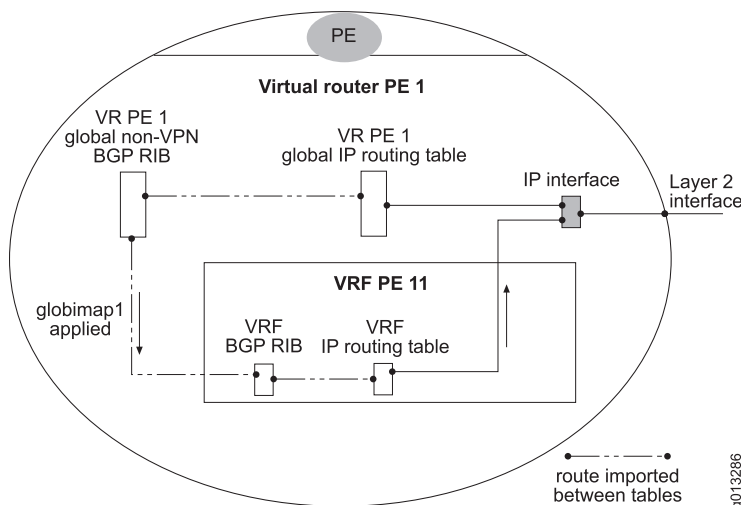 PE
Virtual router PE 1
VR PE 1
global non-VPN
BGP RIB
VR PE 1
global IP routing table
IP interface
Layer 2
interface
VRF PE 11
globimap1
applied
VRF
BGP RIB
VRF
IP routing table
route imported
between tables
g013286